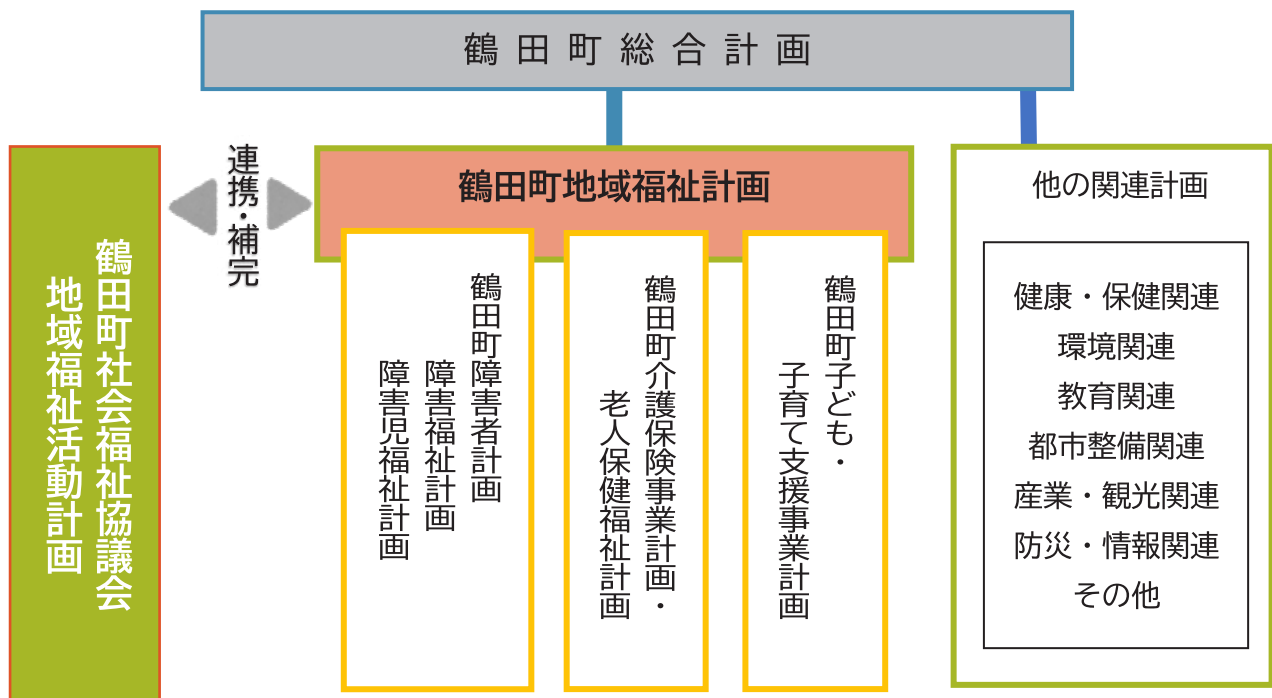 鶴田町総合計画
鶴田町社会福祉協議会
地域福祉活動計画
連携・補完
鶴田町地域福祉計画
鶴田町障害者計画
障害福祉計画
障害児福祉計画
鶴田町介護保険事業計画・
老人保健福祉計画
鶴田町子ども・
子育て支援事業計画
他の関連計画
健康・保健関連
環境関連
教育関連
都市整備関連
産業・観光関連
防災・情報関連
その他